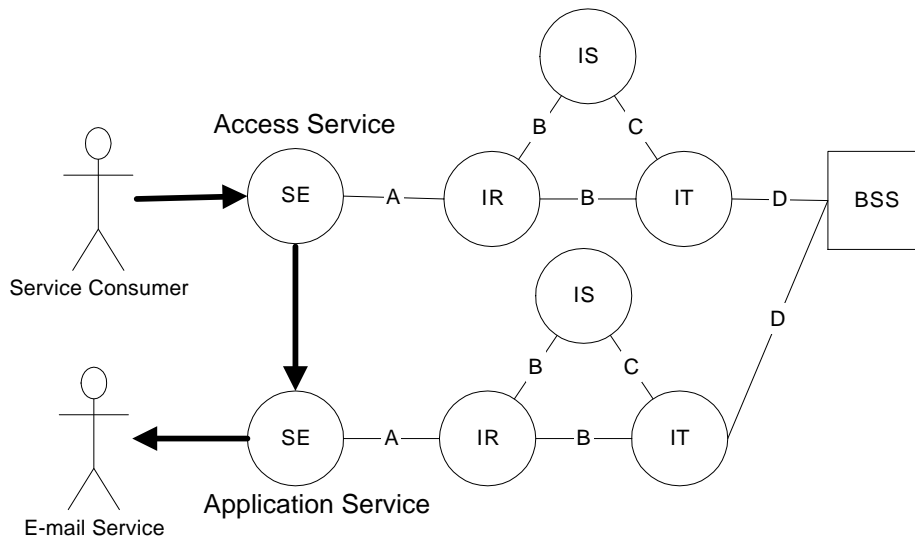 IS
Access Service
B
C
SE
A
IR
B
IT
D
BSS
Service Consumer
IS
D
B
C
SE
A
IR
B
IT
Application Service
E-mail Service